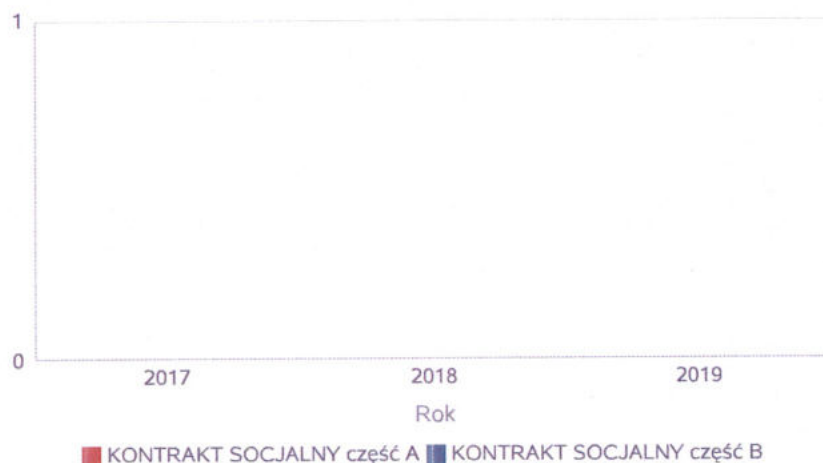 1
0
2017 2018 2019
Rok
KONTRAKT SOCJALNY część A KONTRAKT SOCJALNY część B